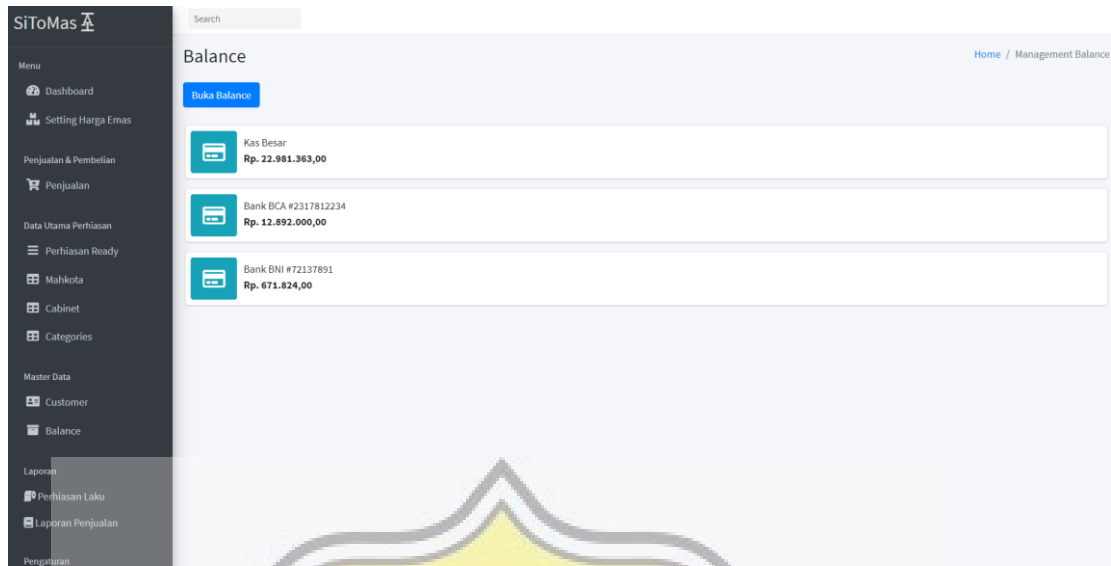 SiToMas
Menu
Dashboard
Setting Harga Emas
Penjualan & Pembelian
Penjualan
Data Utama Perhiasan
Perhiasan Ready
Mahkota
Cabinet
Categories
Master Data
Customer
Balance
Laporan
Perhiasan Laku
Laporan Penjualan
Pengaturan
Search
Balance
Home / Management Balance
Buka Balance
Kas Besar
Rp. 22.981.363,00
Bank BCA #2317812234
Rp. 12.892.000,00
Bank BNI #72137891
Rp. 671.824,00